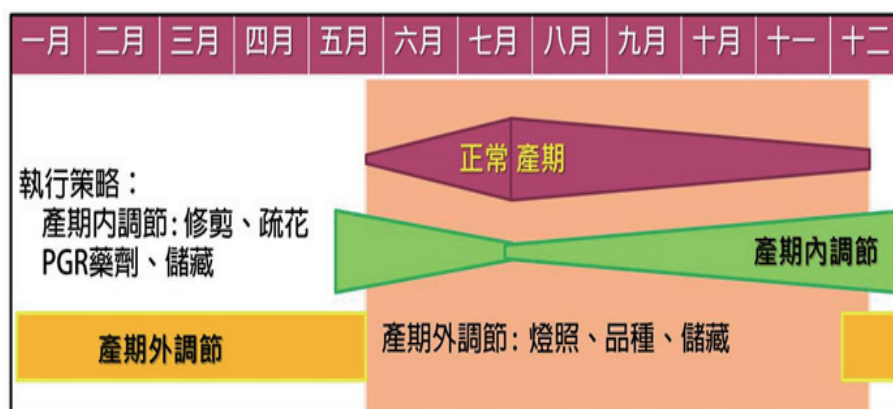 一月 二月 三月 四月 五月 六月 七月 八月 九月 十月 十一 十二
正常 產期
執行策略：
產期內調節：修剪、疏花
PGR藥劑、儲藏
產期內調節
產期外調節
產期外調節：燈照、品種、儲藏